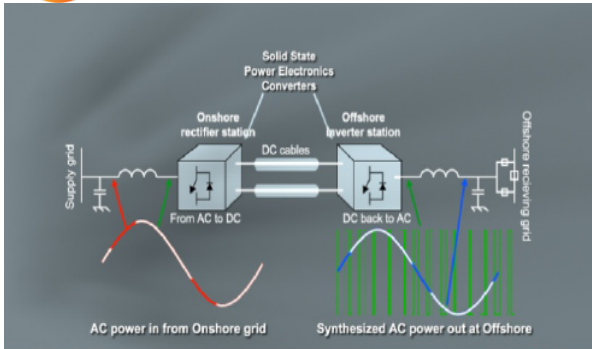 Solid State
Power Electronics
Converters
Onshore
rectifier station
Offshore
inverter station
DC cables
Supply grid
Offshore recieving grid
From AC to DC
DC back to AC
AC power in from Onshore grid
Synthesized AC power out at Offshore